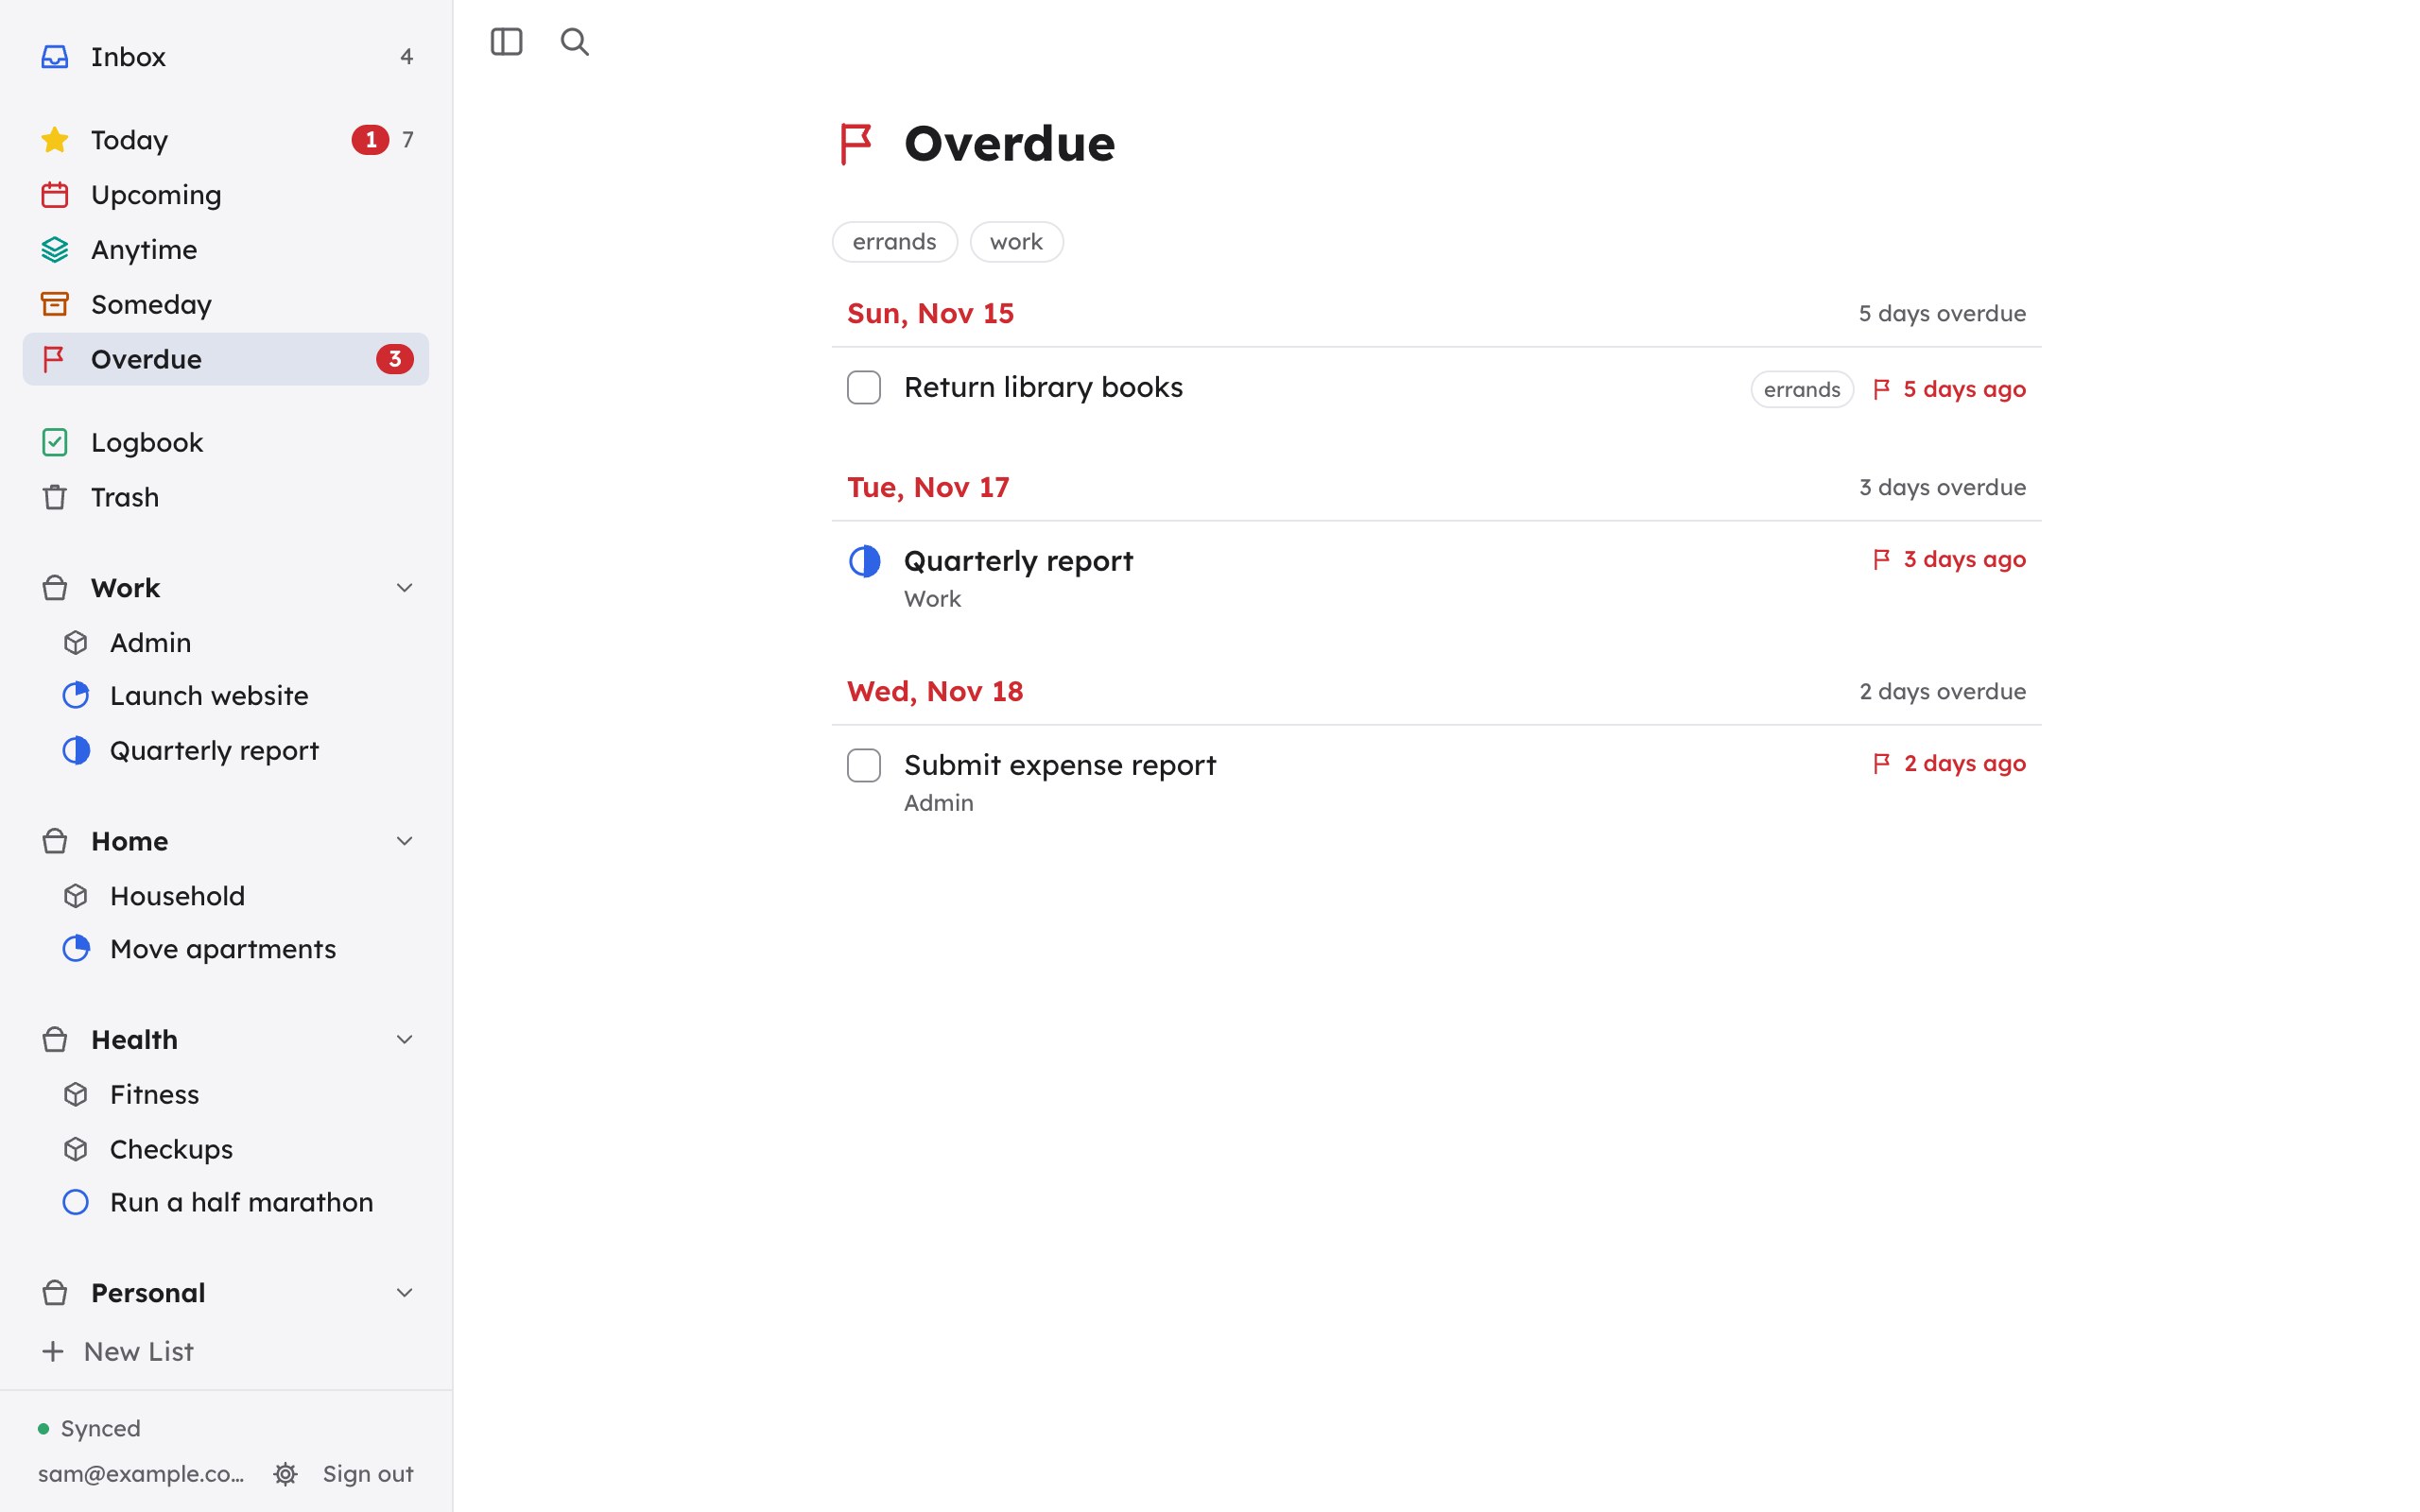 Inbox 4
Today 1 7
Upcoming
Anytime
Someday
Overdue 3
Logbook
Trash
Work
Admin
Launch website
Quarterly report
Home
Household
Move apartments
Health
Fitness
Checkups
Run a half marathon
Personal
New List
Synced
sam@example.co… Sign out
Overdue
errands work
Sun, Nov 15 5 days overdue
Return library books errands 5 days ago
Tue, Nov 17 3 days overdue
Quarterly report 3 days ago
Work
Wed, Nov 18 2 days overdue
Submit expense report 2 days ago
Admin